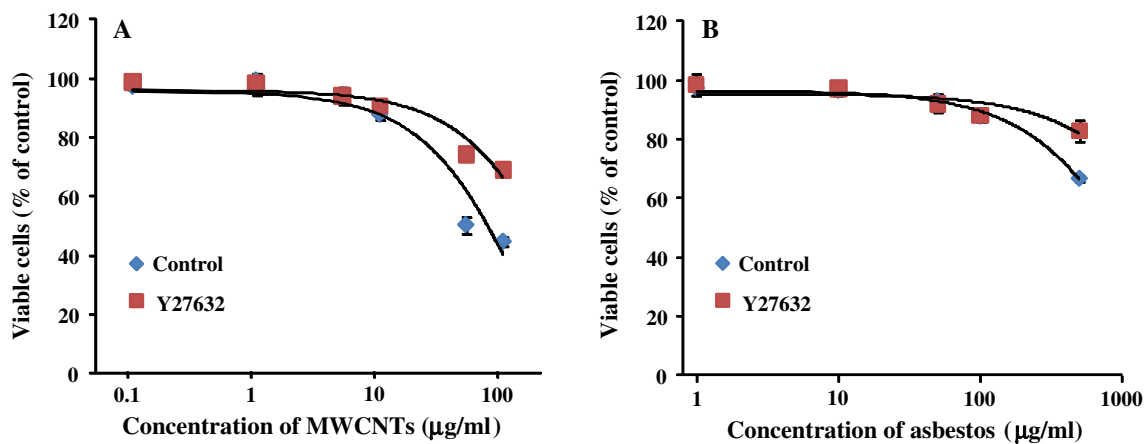 A
120
100
80
60
40
20
0
Viable cells (% of control)
Control
Y27632
0.1 1 10 100
Concentration of MWCNTs (μg/ml)
B
120
100
80
60
40
20
0
Viable cells (% of control)
Control
Y27632
1 10 100 1000
Concentration of asbestos (μg/ml)